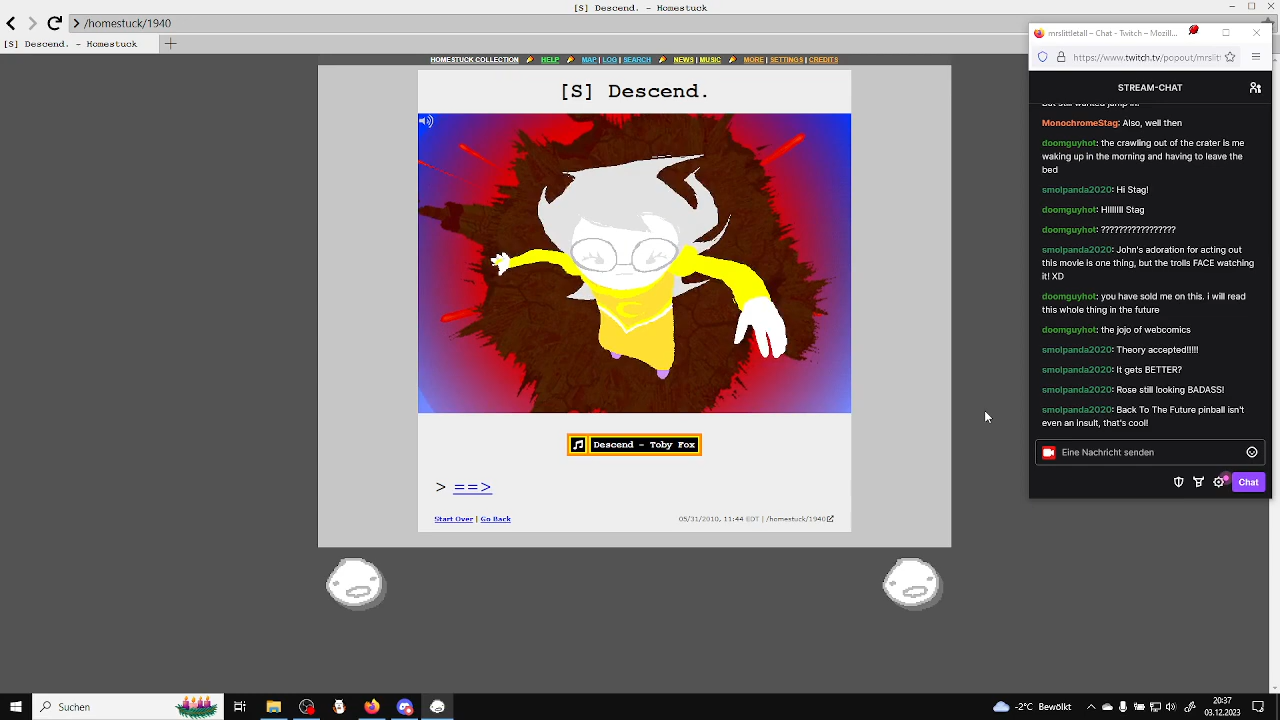 [S] Descend. - Homestuck
/homestuck/1940
[S] Descend. - Homestuck
HOMESTUCK COLLECTION HELP MAP | LOG | SEARCH NEWS | MUSIC MORE | SETTINGS | CREDITS
[S] Descend.
Descend - Toby Fox
> ==>
Start Over | Go Back
05/31/2010, 11:44 EDT | /homestuck/1940
mrslittletall – Chat - Twitch – Mozill...
https://www.twitch.tv/popout/mrslit
STREAM-CHAT
But still wanted jump in!
MonochromeStag: Also, well then
doomguyhot: the crawling out of the crater is me
waking up in the morning and having to leave the
bed
smolpanda2020: Hi Stag!
doomguyhot: HIIIIIII Stag
doomguyhot: ????????????????
smolpanda2020: John's adoration for acting out
this movie is one thing, but the trolls FACE watching
it! XD
doomguyhot: you have sold me on this. i will read
this whole thing in the future
doomguyhot: the jojo of webcomics
smolpanda2020: Theory accepted!!!!!
smolpanda2020: It gets BETTER?
smolpanda2020: Rose still looking BADASS!
smolpanda2020: Back To The Future pinball isn't
even an insult, that's cool!
Eine Nachricht senden
Chat
Suchen
-2°C Bewölkt
20:37
03.12.2023